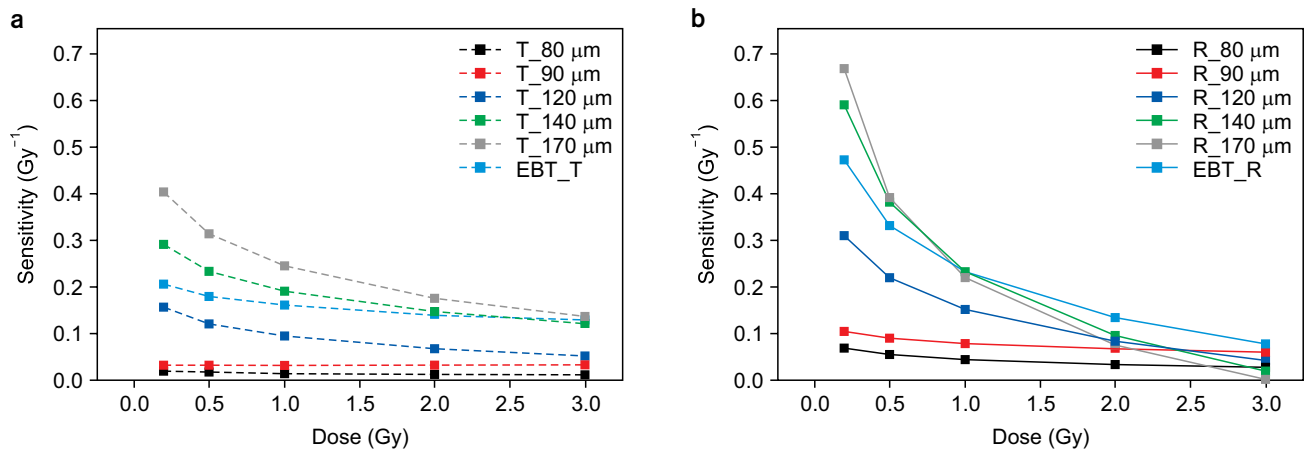 a
0.7
0.6
0.5
0.4
0.3
0.2
0.1
0.0
Sensitivity (Gy⁻¹)
T_80 μm
T_90 μm
T_120 μm
T_140 μm
T_170 μm
EBT_T
0.0 0.5 1.0 1.5 2.0 2.5 3.0
Dose (Gy)
b
0.7
0.6
0.5
0.4
0.3
0.2
0.1
0.0
Sensitivity (Gy⁻¹)
R_80 μm
R_90 μm
R_120 μm
R_140 μm
R_170 μm
EBT_R
0.0 0.5 1.0 1.5 2.0 2.5 3.0
Dose (Gy)